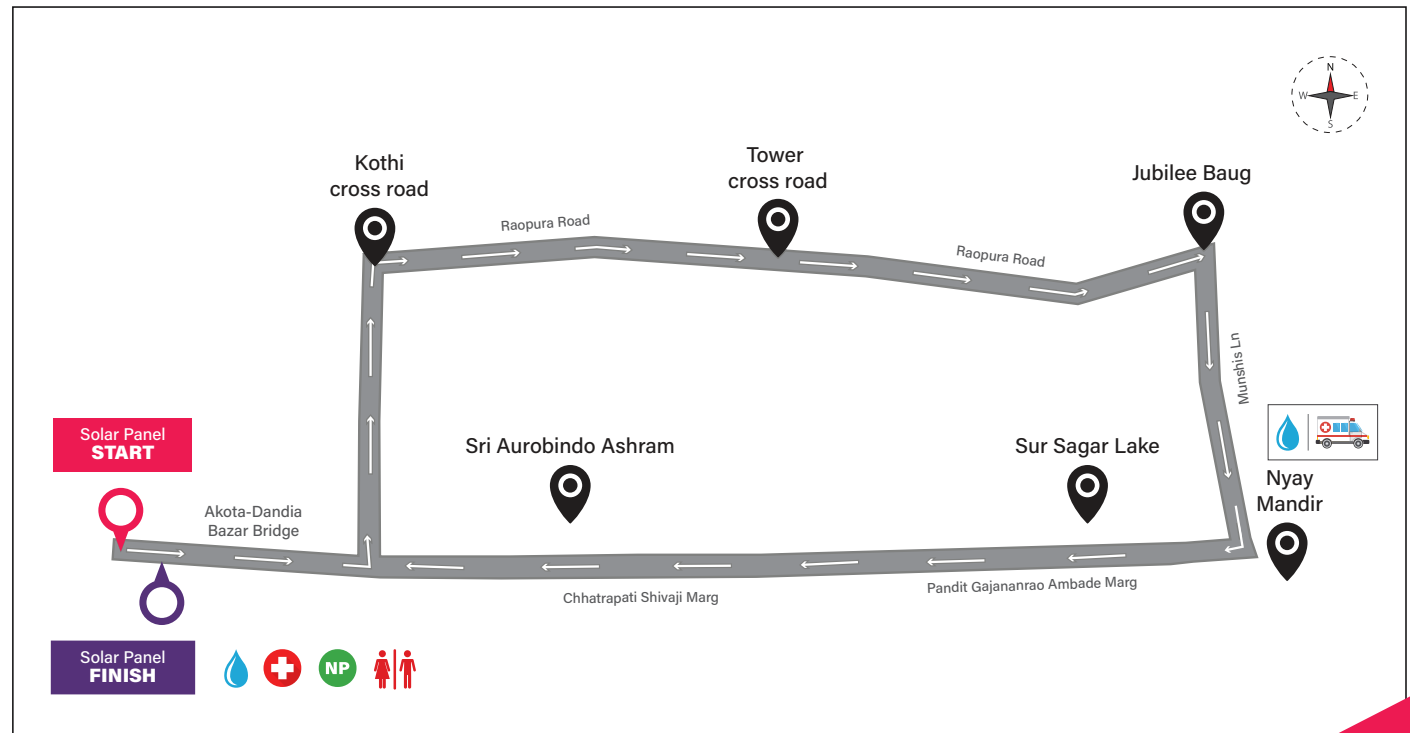 N
W
E
S
Kothi
cross road
Tower
cross road
Jubilee Baug
Raopura Road
Raopura Road
Munshis Ln
Solar Panel
START
Sri Aurobindo Ashram
Sur Sagar Lake
Nyay
Mandir
Akota-Dandia
Bazar Bridge
Chhatrapati Shivaji Marg
Pandit Gajananrao Ambade Marg
Solar Panel
FINISH
NP